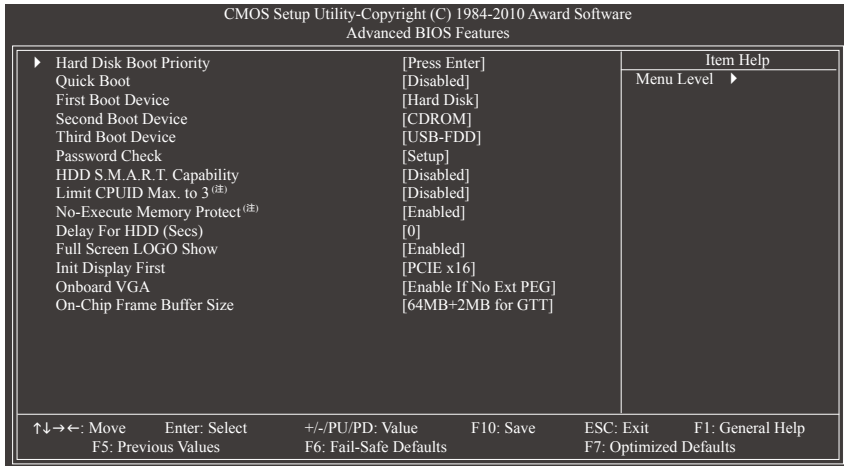 CMOS Setup Utility-Copyright (C) 1984-2010 Award Software
Advanced BIOS Features
Item Help
Menu Level ▶
▶ Hard Disk Boot Priority [Press Enter]
Quick Boot [Disabled]
First Boot Device [Hard Disk]
Second Boot Device [CDROM]
Third Boot Device [USB-FDD]
Password Check [Setup]
HDD S.M.A.R.T. Capability [Disabled]
Limit CPUID Max. to 3 (注) [Disabled]
No-Execute Memory Protect (注) [Enabled]
Delay For HDD (Secs) [0]
Full Screen LOGO Show [Enabled]
Init Display First [PCIE x16]
Onboard VGA [Enable If No Ext PEG]
On-Chip Frame Buffer Size [64MB+2MB for GTT]
↑↓→←: Move Enter: Select +/-/PU/PD: Value F10: Save ESC: Exit F1: General Help
F5: Previous Values F6: Fail-Safe Defaults F7: Optimized Defaults